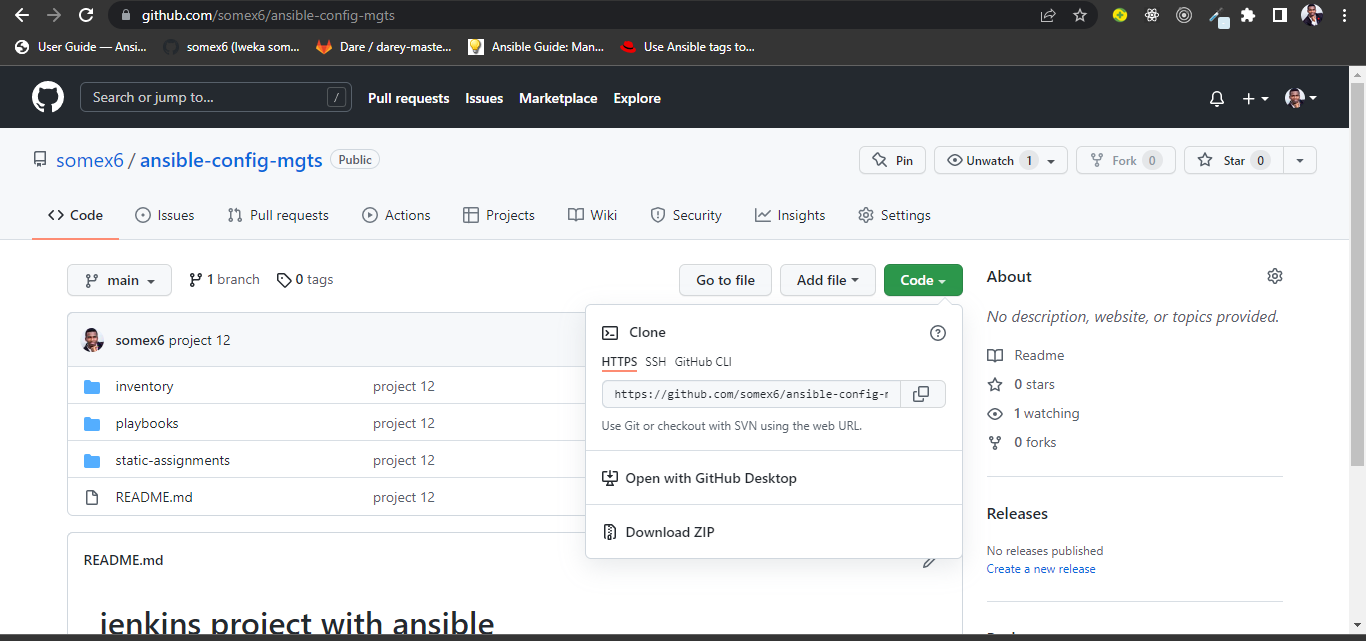 github.com/somex6/ansible-config-mgts
User Guide — Ansi...
somex6 (Iweka som...
Dare / darey-maste...
Ansible Guide: Man...
Use Ansible tags to...
Search or jump to...
/
Pull requests
Issues
Marketplace
Explore
somex6 / ansible-config-mgts
Public
Pin
Unwatch 1
Fork 0
Star 0
Code
Issues
Pull requests
Actions
Projects
Wiki
Security
Insights
Settings
main
1 branch
0 tags
Go to file
Add file
Code
somex6 project 12
inventory project 12
playbooks project 12
static-assignments project 12
README.md project 12
Clone
HTTPS SSH GitHub CLI
https://github.com/somex6/ansible-config-r
Use Git or checkout with SVN using the web URL.
Open with GitHub Desktop
Download ZIP
README.md
jenkins project with ansible
About
No description, website, or topics provided.
Readme
0 stars
1 watching
0 forks
Releases
No releases published
Create a new release